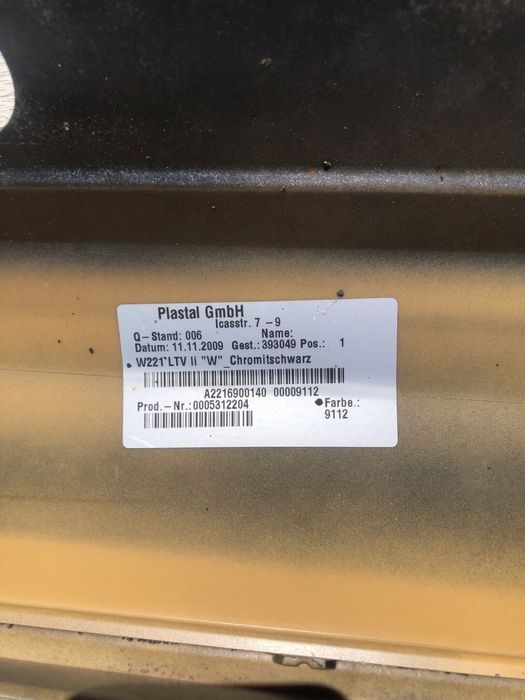 Plastal GmbH
Icasstr. 7 -9
Q-Stand: 006 Name:
Datum: 11.11.2009 Gest.: 393049 Pos.: 1
W221 LTV li "W"_Chromitschwarz
A2216900140 00009112
Prod.-Nr.:0005312204 Farbe.:
9112